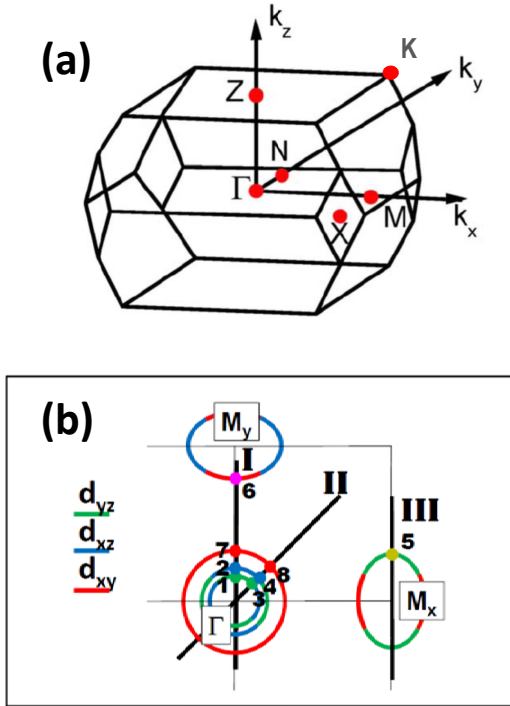 (a)
k_z
K
k_y
Z
N
Γ
M
X
k_x
(b)
M_y
I
II
6
d_yz
III
d_xz
7
5
2
8
d_xy
1
4
3
Γ
M_x